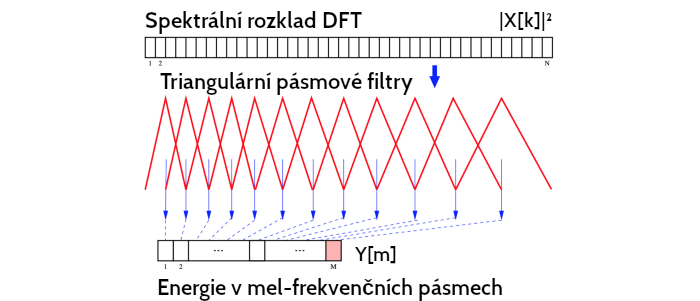 Spektrální rozklad DFT |X[k]|²
1 2 N
Triangulární pásmové filtry
... ...
Y[m]
1 2 M
Energie v mel-frekvenčních pásmech